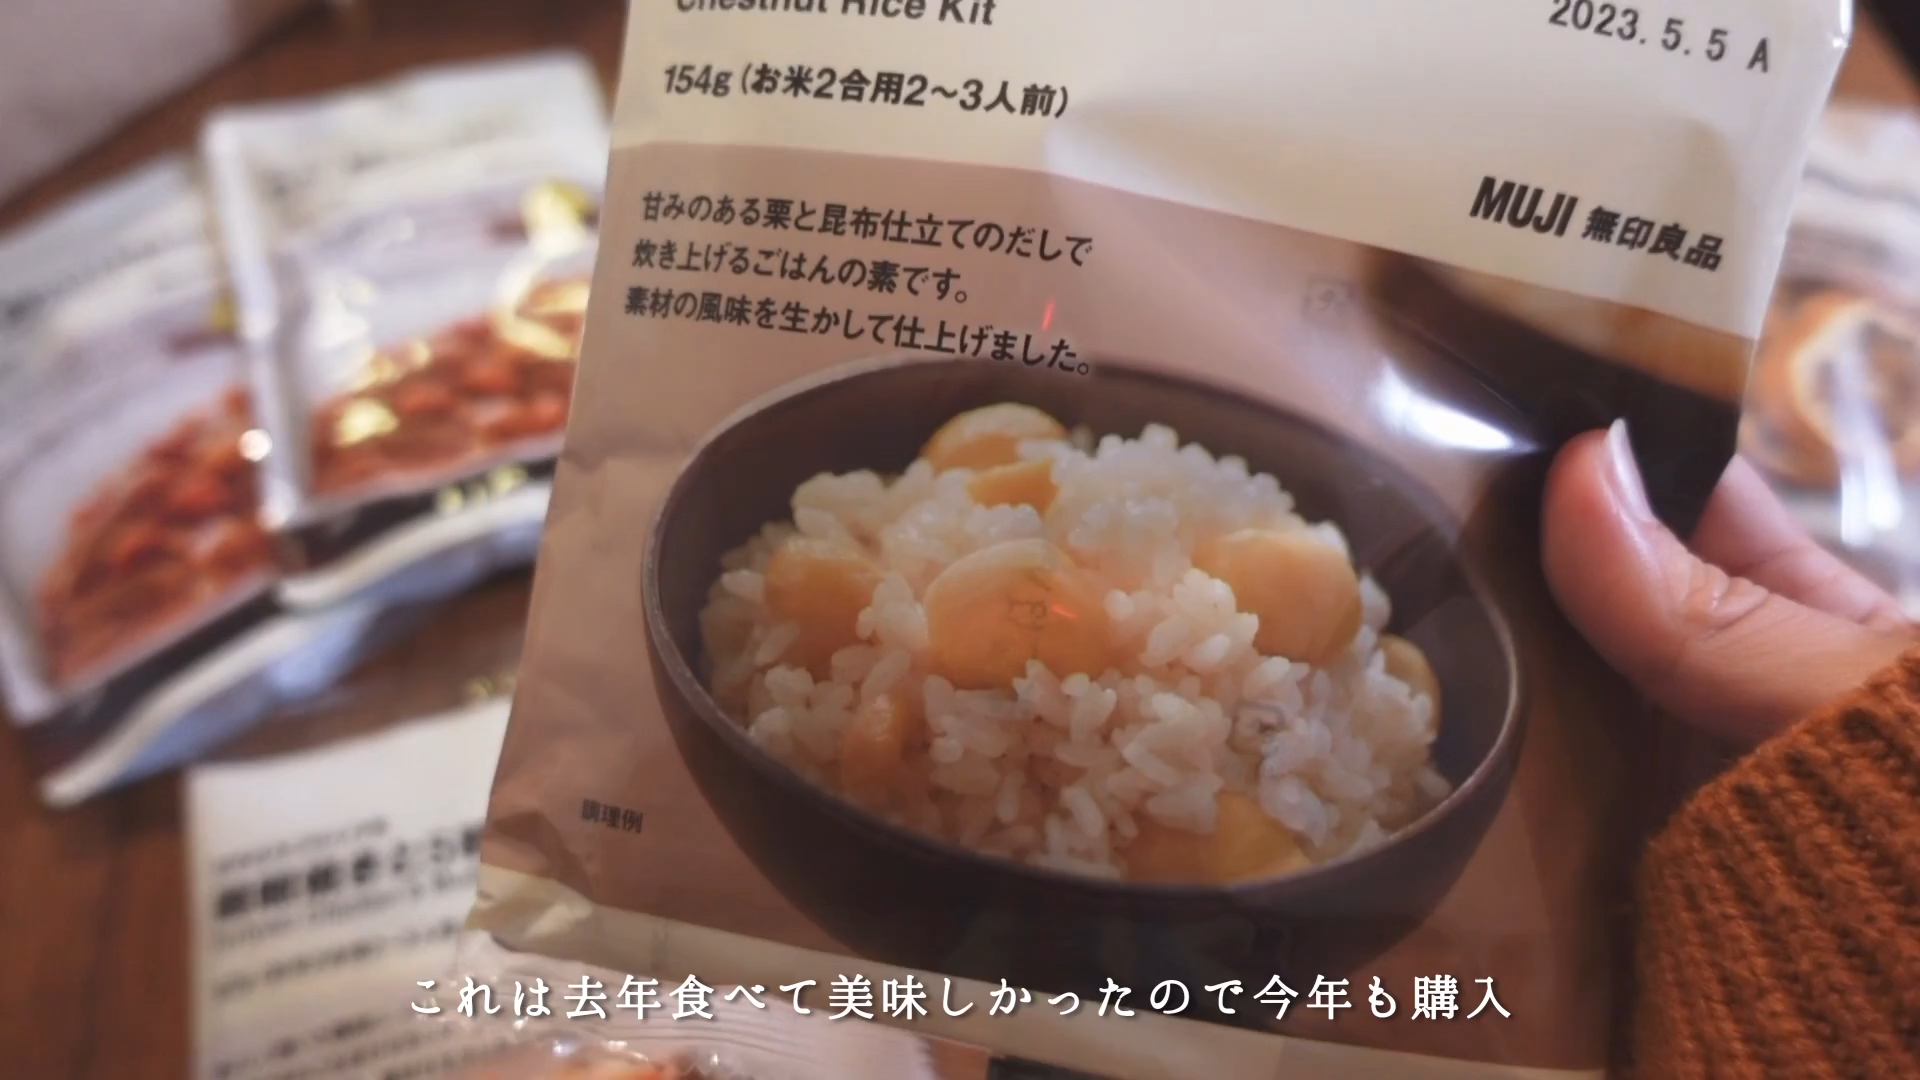 Chestnut Rice Kit
2023. 5. 5 A
154g (お米2合用2～3人前)
MUJI 無印良品
甘みのある栗と昆布仕立てのだしで
炊き上げるごはんの素です。
素材の風味を生かして仕上げました。
調理例
これは去年食べて美味しかったので今年も購入